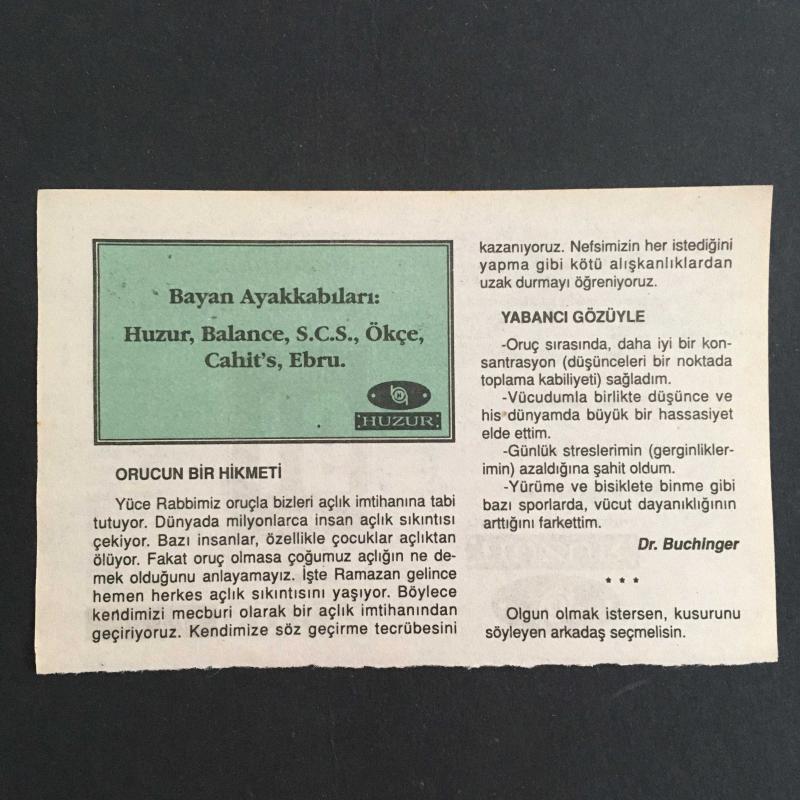 Bayan Ayakkabıları:
Huzur, Balance, S.C.S., Ökçe,
Cahit's, Ebru.
HUZUR
ORUCUN BİR HİKMETİ
Yüce Rabbimiz oruçla bizleri açlık imtihanına tabi
tutuyor. Dünyada milyonlarca insan açlık sıkıntısı
çekiyor. Bazı insanlar, özellikle çocuklar açlıktan
ölüyor. Fakat oruç olmasa çoğumuz açlığın ne de-
mek olduğunu anlayamayız. İşte Ramazan gelince
hemen herkes açlık sıkıntısını yaşıyor. Böylece
kendimizi mecburi olarak bir açlık imtihanından
geçiriyoruz. Kendimize söz geçirme tecrübesini
kazanıyoruz. Nefsimizin her istediğini
yapma gibi kötü alışkanlıklardan
uzak durmayı öğreniyoruz.
YABANCI GÖZÜYLE
-Oruç sırasında, daha iyi bir kon-
santrasyon (düşünceleri bir noktada
toplama kabiliyeti) sağladım.
-Vücudumla birlikte düşünce ve
his dünyamda büyük bir hassasiyet
elde ettim.
-Günlük streslerimin (gerginlikler-
imin) azaldığına şahit oldum.
-Yürüme ve bisiklete binme gibi
bazı sporlarda, vücut dayanıklığının
arttığını farkettim.
Dr. Buchinger
* * *
Olgun olmak istersen, kusurunu
söyleyen arkadaş seçmelisin.